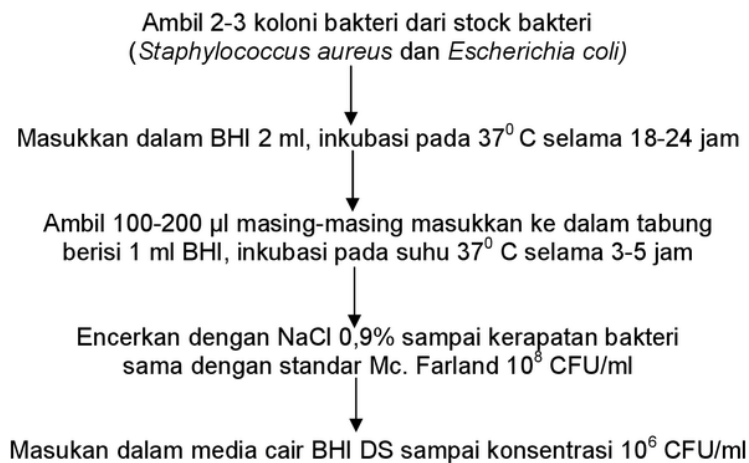 Ambil 2-3 koloni bakteri dari stock bakteri
(Staphylococcus aureus dan Escherichia coli)
Masukkan dalam BHI 2 ml, inkubasi pada 37⁰ C selama 18-24 jam
Ambil 100-200 µl masing-masing masukkan ke dalam tabung
berisi 1 ml BHI, inkubasi pada suhu 37⁰ C selama 3-5 jam
Encerkan dengan NaCl 0,9% sampai kerapatan bakteri
sama dengan standar Mc. Farland 10⁸ CFU/ml
Masukan dalam media cair BHI DS sampai konsentrasi 10⁶ CFU/ml